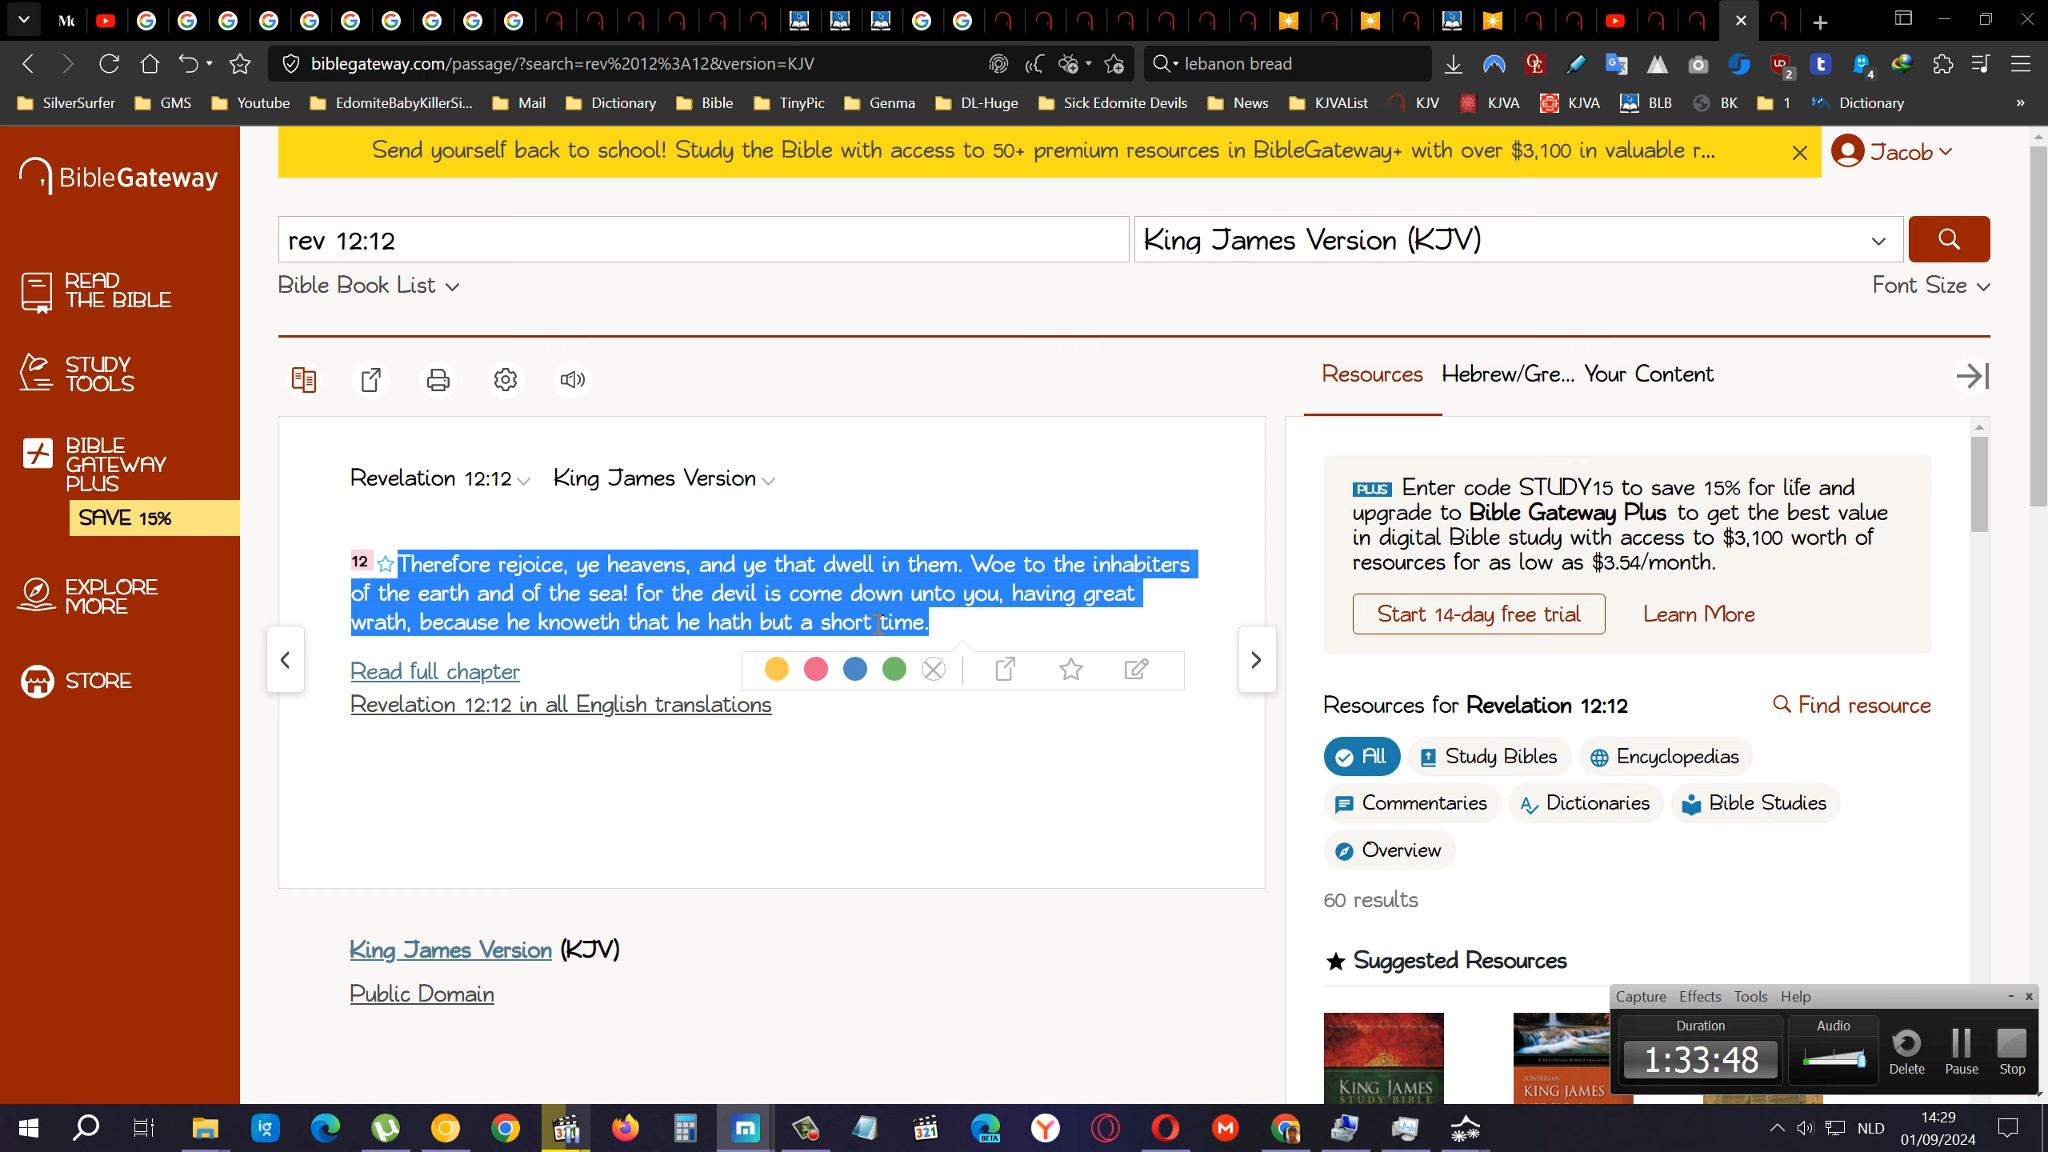 biblegateway.com/passage/?search=rev%2012%3A12&version=KJV
lebanon bread
2
4
SilverSurfer
GMS
Youtube
EdomiteBabyKillerSi...
Mail
Dictionary
Bible
TinyPic
Genma
DL-Huge
Sick Edomite Devils
News
KJVAList
KJV
KJVA
KJVA
BLB
BK
1
Dictionary
»
BibleGateway
Send yourself back to school! Study the Bible with access to 50+ premium resources in BibleGateway+ with over $3,100 in valuable r...
Jacob
rev 12:12
King James Version (KJV)
Bible Book List
Font Size
READ
THE BIBLE
STUDY
TOOLS
BIBLE
GATEWAY
PLUS
SAVE 15%
EXPLORE
MORE
STORE
Resources
Hebrew/Gre...
Your Content
Revelation 12:12
King James Version
12 Therefore rejoice, ye heavens, and ye that dwell in them. Woe to the inhabiters
of the earth and of the sea! for the devil is come down unto you, having great
wrath, because he knoweth that he hath but a short time.
Read full chapter
Revelation 12:12 in all English translations
King James Version (KJV)
Public Domain
PLUS Enter code STUDY15 to save 15% for life and
upgrade to Bible Gateway Plus to get the best value
in digital Bible study with access to $3,100 worth of
resources for as low as $3.54/month.
Start 14-day free trial
Learn More
Resources for Revelation 12:12
Find resource
All
Study Bibles
Encyclopedias
Commentaries
Dictionaries
Bible Studies
Overview
60 results
Suggested Resources
KING JAMES
STUDY BIBLE
ZONDERVAN
KING JAMES
Capture Effects Tools Help
Duration
Audio
1:33:48
Delete
Pause
Stop
ig
321
BETA
NLD
14:29
01/09/2024